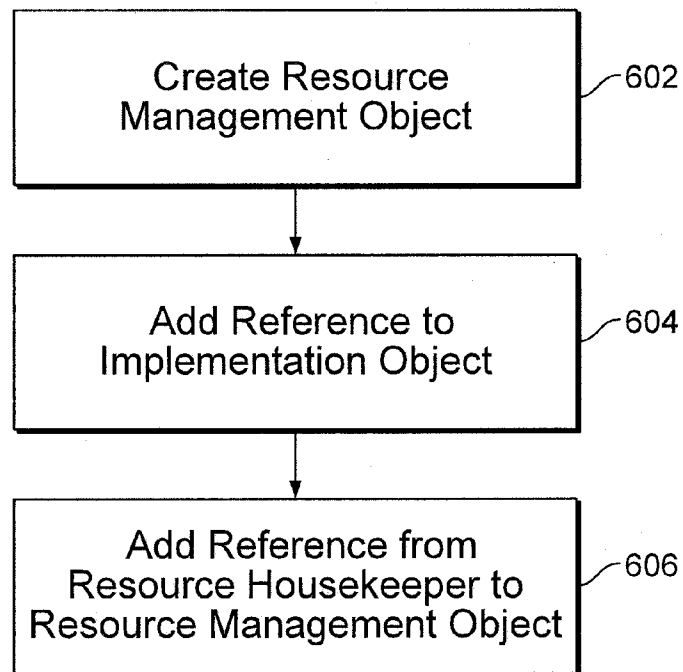 Create Resource
Management Object
602
Add Reference to
Implementation Object
604
Add Reference from
Resource Housekeeper to
Resource Management Object
606